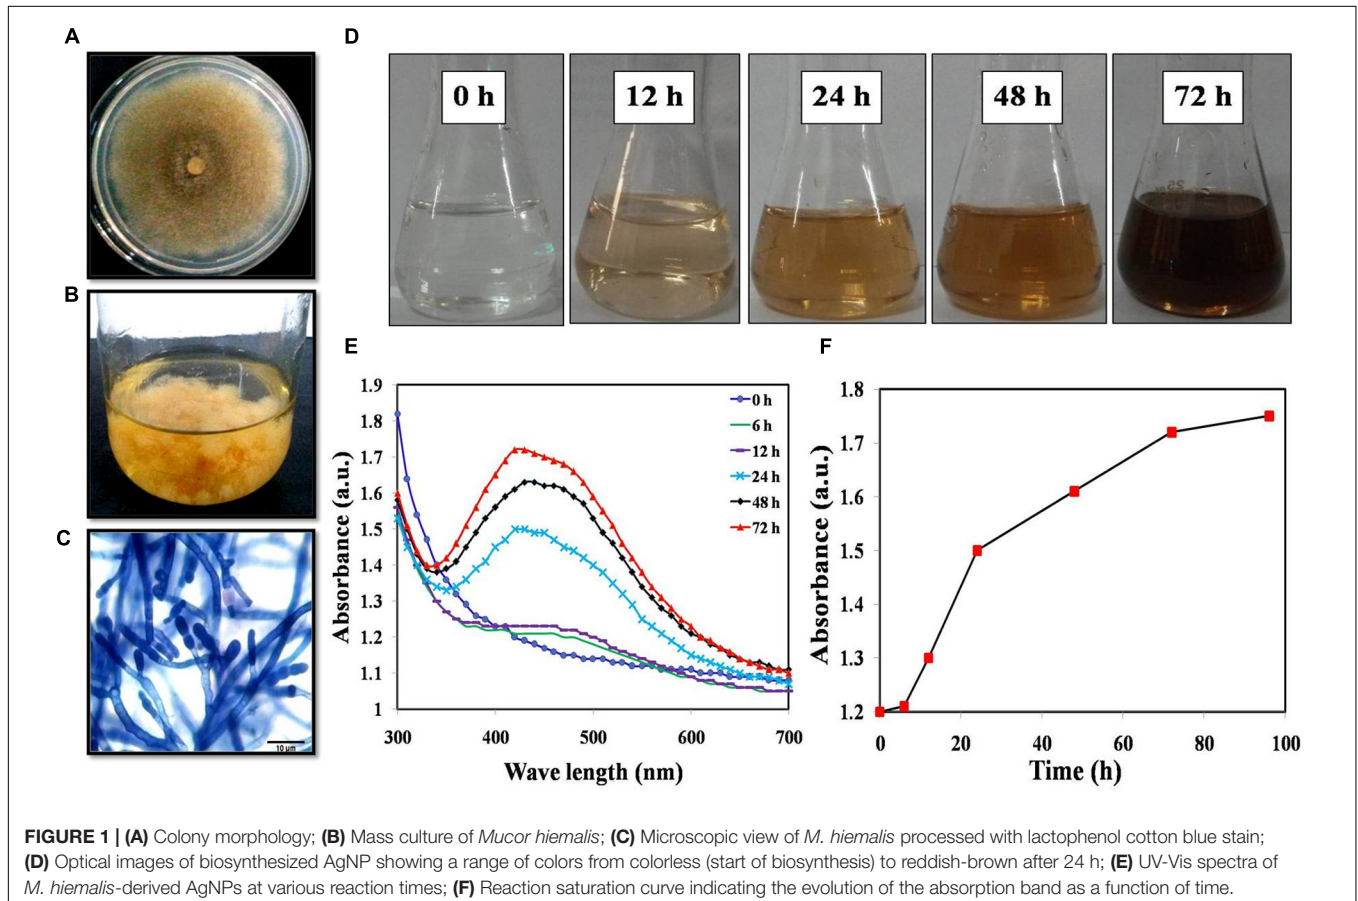 A
D
0 h
12 h
24 h
48 h
72 h
B
C
10 µm
E
Absorbance (a.u.)
1.9
1.8
1.7
1.6
1.5
1.4
1.3
1.2
1.1
1
300
400
500
600
700
Wave length (nm)
0 h
6 h
12 h
24 h
48 h
72 h
F
Absorbance (a.u.)
1.8
1.7
1.6
1.5
1.4
1.3
1.2
0
20
40
60
80
100
Time (h)
FIGURE 1 | (A) Colony morphology; (B) Mass culture of Mucor hiemalis; (C) Microscopic view of M. hiemalis processed with lactophenol cotton blue stain;
(D) Optical images of biosynthesized AgNP showing a range of colors from colorless (start of biosynthesis) to reddish-brown after 24 h; (E) UV-Vis spectra of
M. hiemalis-derived AgNPs at various reaction times; (F) Reaction saturation curve indicating the evolution of the absorption band as a function of time.